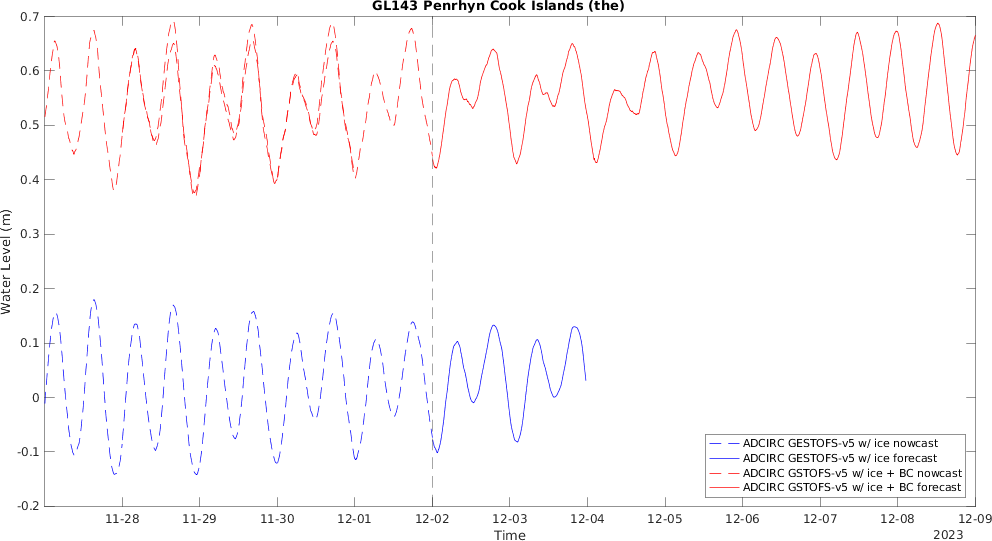 GL143 Penrhyn Cook Islands (the)
0.7
0.6
0.5
0.4
0.3
0.2
0.1
0
-0.1
-0.2
Water Level (m)
11-28 11-29 11-30 12-01 12-02 12-03 12-04 12-05 12-06 12-07 12-08 12-09
Time
2023
ADCIRC GESTOFS-v5 w/ ice nowcast
ADCIRC GESTOFS-v5 w/ ice forecast
ADCIRC GSTOFS-v5 w/ ice + BC nowcast
ADCIRC GSTOFS-v5 w/ ice + BC forecast